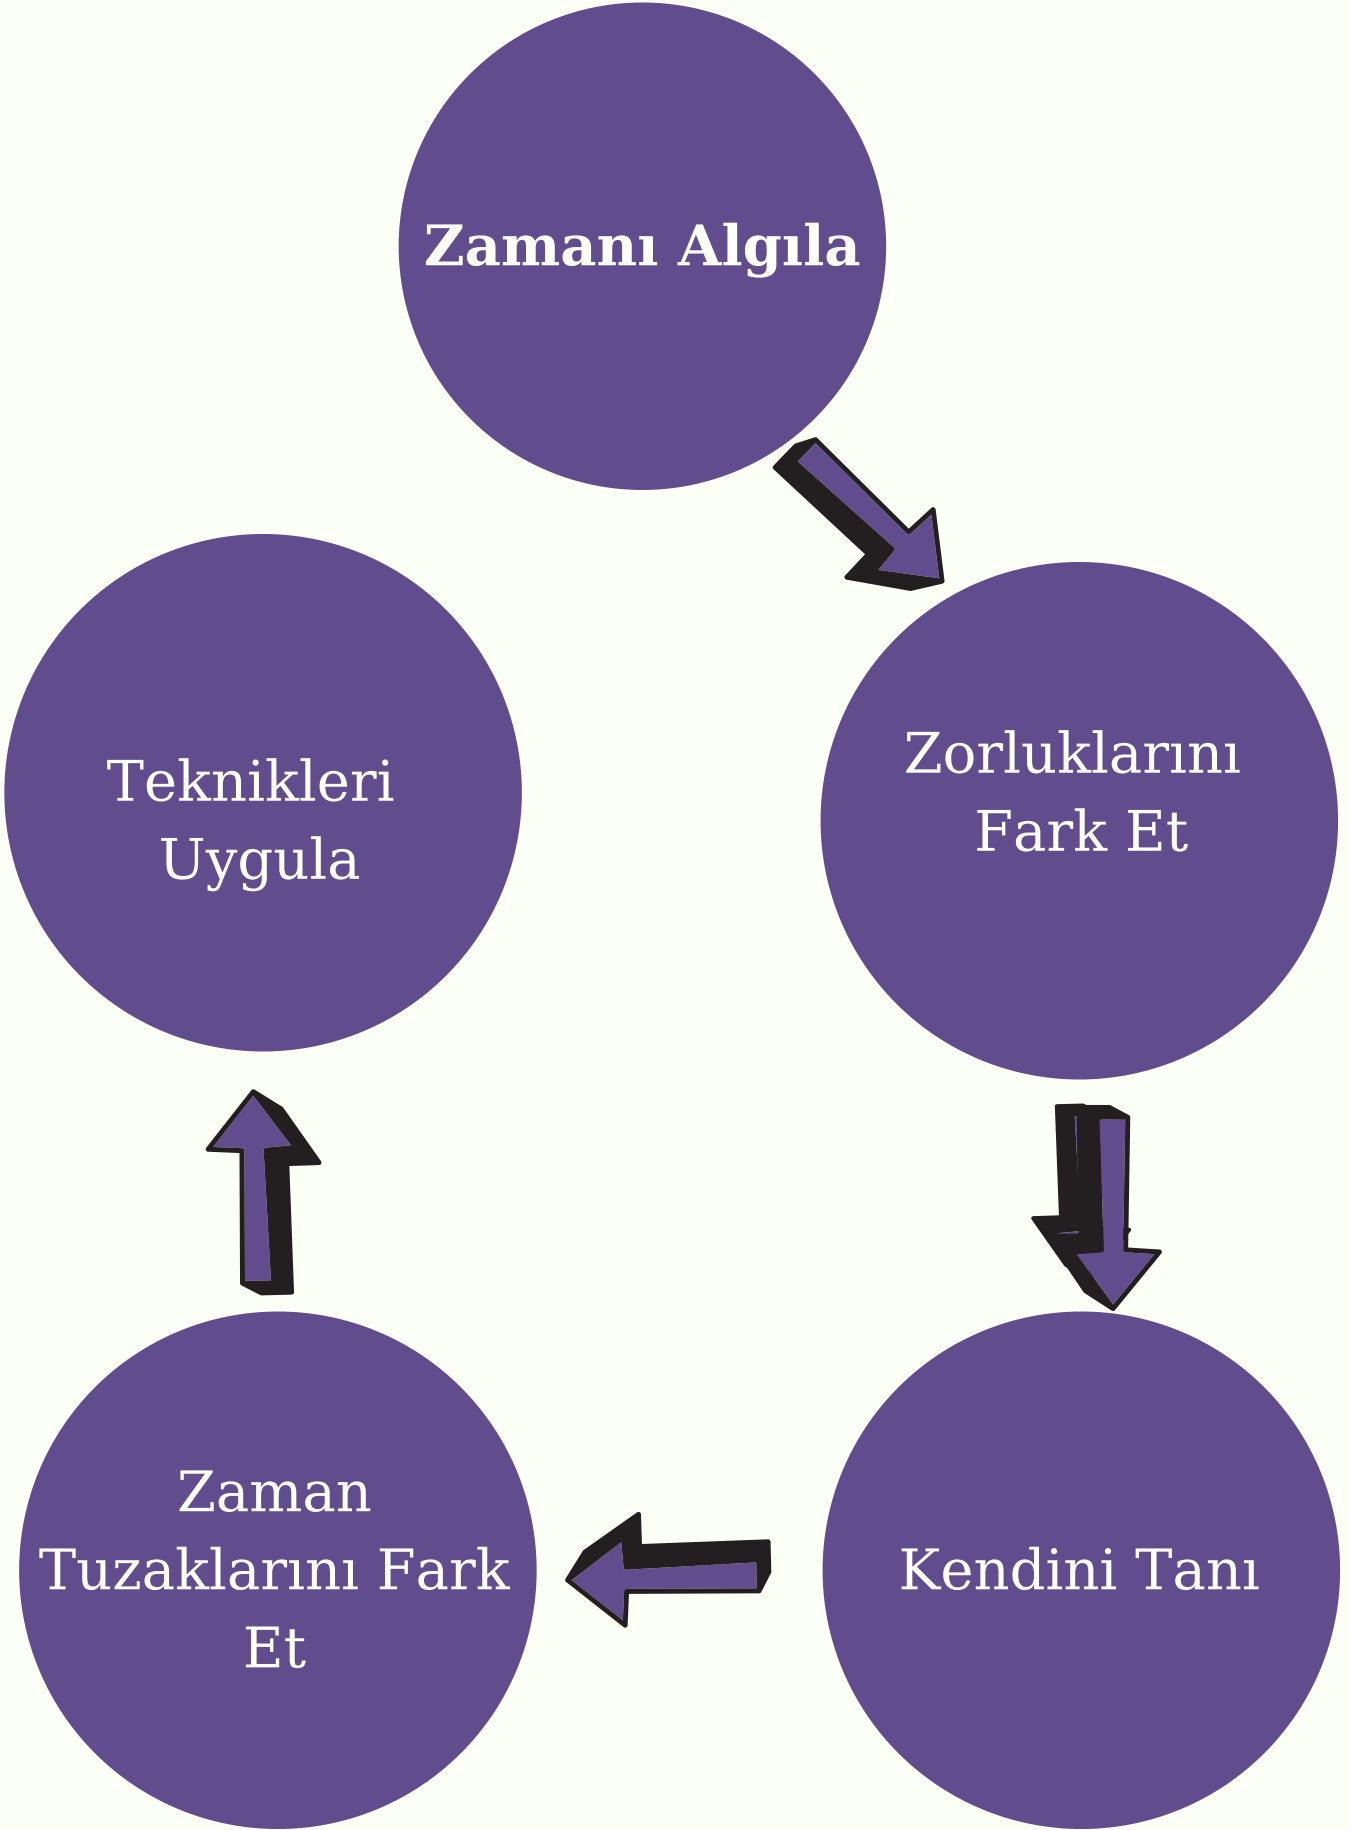 Zamanı Algıla
Zorluklarını
Fark Et
Kendini Tanı
Zaman
Tuzaklarını Fark
Et
Teknikleri
Uygula